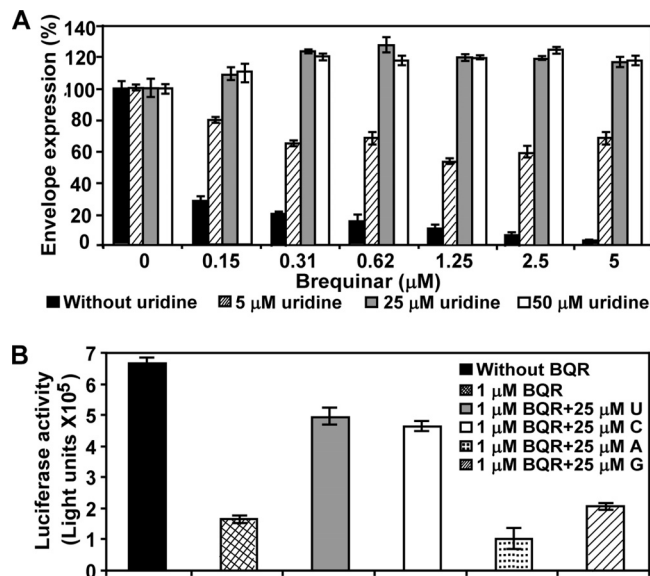 A
Envelope expression (%)
140
120
100
80
60
40
20
0
0 0.15 0.31 0.62 1.25 2.5 5
Brequinar (μM)
Without uridine 5 μM uridine 25 μM uridine 50 μM uridine
B
Luciferase activity
(Light units X10⁵)
7
6
5
4
3
2
1
0
Without BQR
1 μM BQR
1 μM BQR+25 μM U
1 μM BQR+25 μM C
1 μM BQR+25 μM A
1 μM BQR+25 μM G